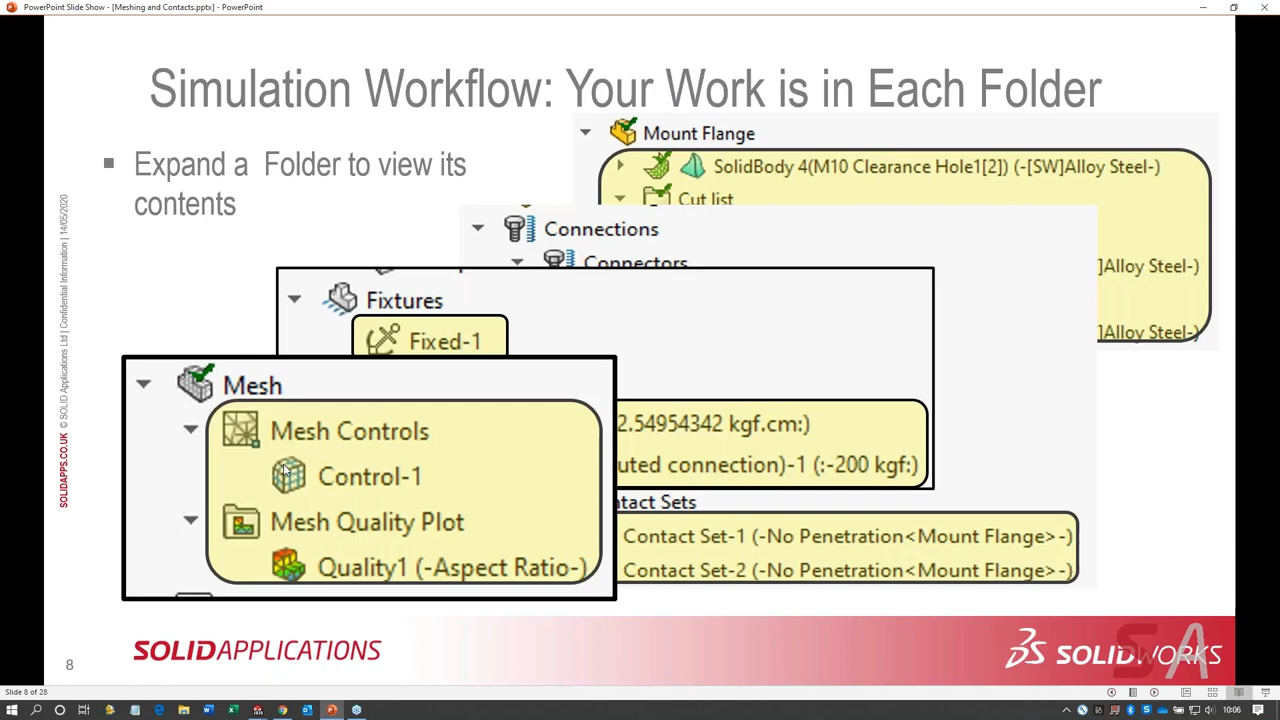 PowerPoint Slide Show - [Meshing and Contacts.pptx] - PowerPoint
Simulation Workflow: Your Work is in Each Folder
Expand a Folder to view its
contents
Mount Flange
SolidBody 4(M10 Clearance Hole1[2]) (-[SW]Alloy Steel-)
Cut list
]Alloy Steel-)
]Alloy Steel-)
Connections
Connectors
Fixtures
Fixed-1
2.54954342 kgf.cm:)
uted connection)-1 (:-200 kgf:)
ntact Sets
Contact Set-1 (-No Penetration<Mount Flange>-)
Contact Set-2 (-No Penetration<Mount Flange>-)
Mesh
Mesh Controls
Control-1
Mesh Quality Plot
Quality1 (-Aspect Ratio-)
SOLIDAPPS.CO.UK © SOLID Applications Ltd | Confidential Information | 14/05/2020
8
SOLIDAPPLICATIONS
SOLIDWORKS
SA
Slide 8 of 28
10:06